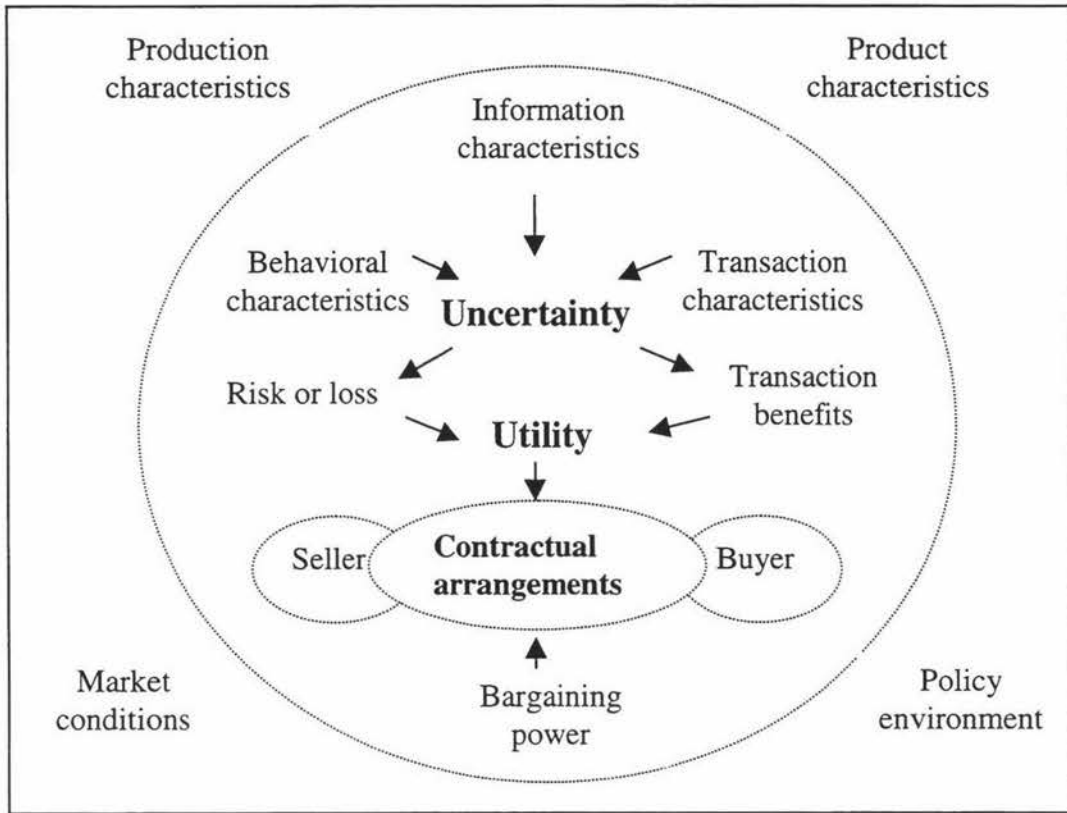 Production
characteristics
Product
characteristics
Information
characteristics
Behavioral
characteristics
Transaction
characteristics
Uncertainty
Risk or loss
Transaction
benefits
Utility
Seller
Contractual
arrangements
Buyer
Market
conditions
Bargaining
power
Policy
environment